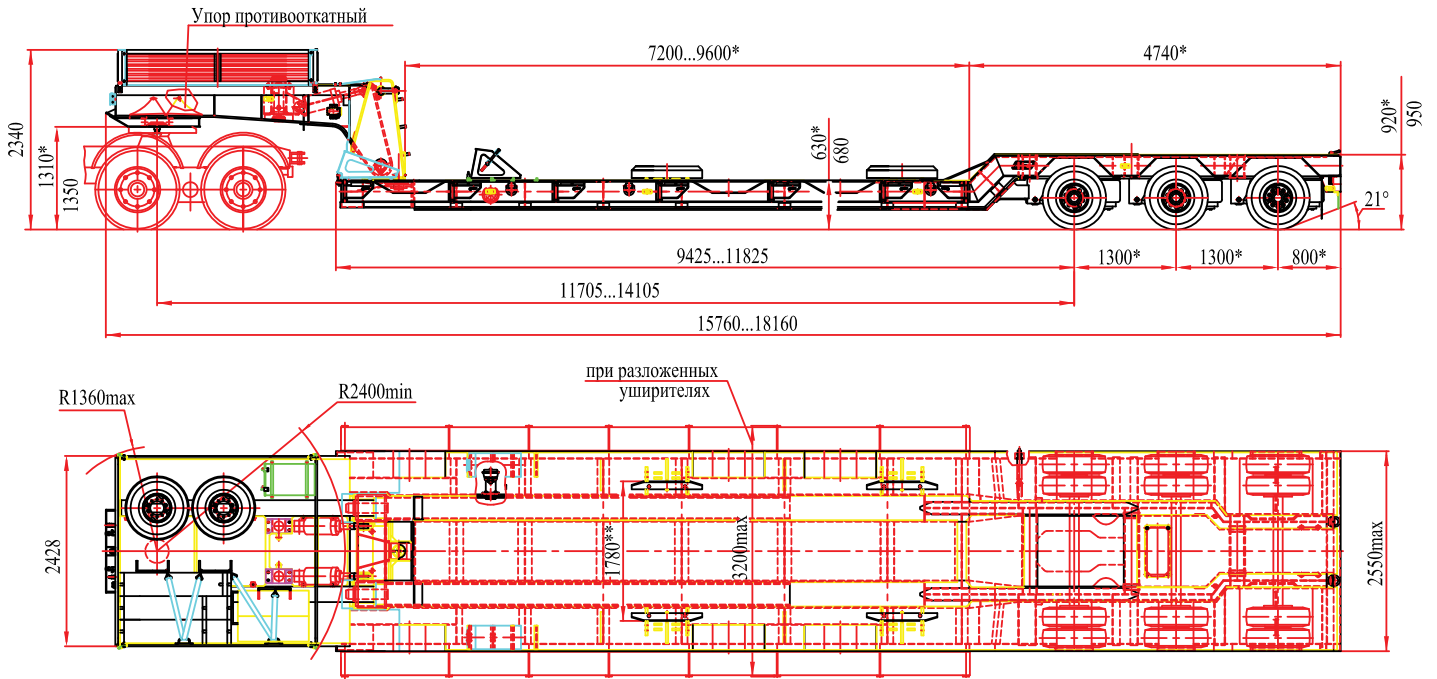 Упор противооткатный
7200...9600*
4740*
2340
1310*
1350
630*
680
920*
950
21°
9425...11825
1300*
1300*
800*
11705...14105
15760...18160
при разложенных
уширителях
R1360max
R2400min
2428
1780**
3200max
2550max